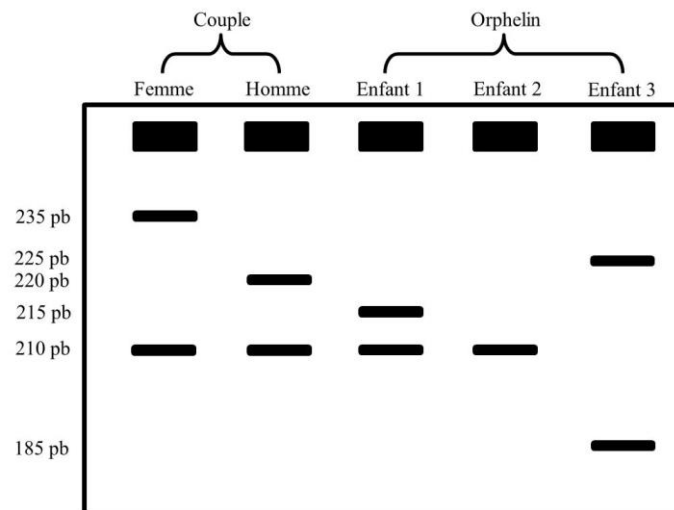 Couple Orphelin
Femme Homme Enfant 1 Enfant 2 Enfant 3
235 pb
225 pb
220 pb
215 pb
210 pb
185 pb